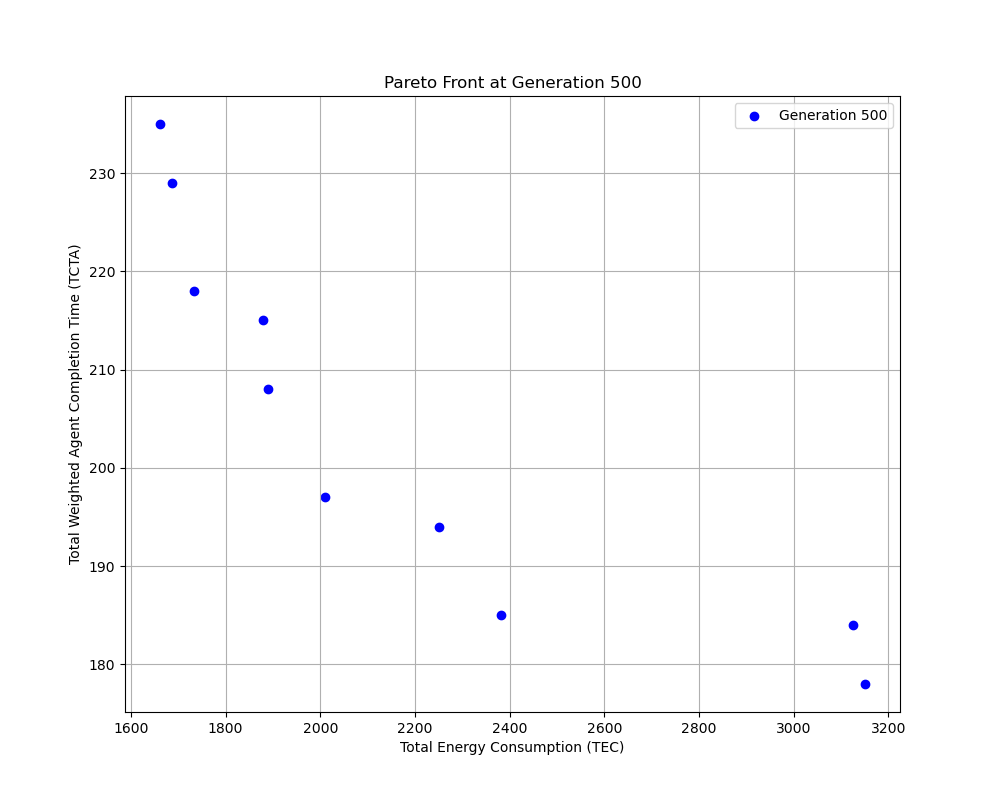 Pareto Front at Generation 500
Generation 500
Total Weighted Agent Completion Time (TCTA)
230
220
210
200
190
180
1600 1800 2000 2200 2400 2600 2800 3000 3200
Total Energy Consumption (TEC)